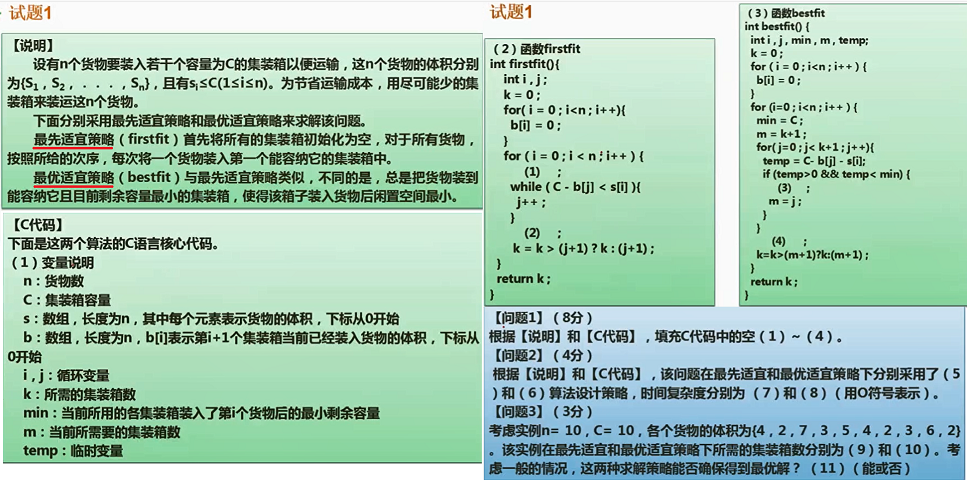 试题1
【说明】
设有n个货物要装入若干个容量为C的集装箱以便运输，这n个货物的体积分别
为{S1，S2，．．．．，Sn}，且有si≤C(1≤i≤n)。为节省运输成本，用尽可能少的集
装箱来装运这n个货物。
下面分别采用最先适宜策略和最优适宜策略来求解该问题。
最先适宜策略（firstfit）首先将所有的集装箱初始化为空，对于所有货物，
按照所给的次序，每次将一个货物装入第一个能容纳它的集装箱中。
最优适宜策略（bestfit）与最先适宜策略类似，不同的是，总是把货物装到
能容纳它且目前剩余容量最小的集装箱，使得该箱子装入货物后闲置空间最小。
【C代码】
下面是这两个算法的C语言核心代码。
（1）变量说明
n：货物数
C：集装箱容量
s：数组，长度为n，其中每个元素表示货物的体积，下标从0开始
b：数组，长度为n，b[i]表示第i+1个集装箱当前已经装入货物的体积，下标从
0开始
i，j：循环变量
k：所需的集装箱数
min：当前所用的各集装箱装入了第i个货物后的最小剩余容量
m：当前所需要的集装箱数
temp：临时变量
试题1
（2）函数firstfit
int firstfit(){
int i , j ;
k = 0 ;
for( i = 0 ; i<n ; i++){
b[i] = 0 ;
}
for ( i = 0 ; i < n ; i++ ) {
(1) ;
while ( C - b[j] < s[i] ){
j++ ;
}
(2) ;
k = k > (j+1) ? k : (j+1) ;
}
return k ;
}
（3）函数bestfit
int bestfit() {
int i , j , min , m , temp;
k = 0 ;
for ( i = 0 ; i<n ; i++ ) {
b[i] = 0 ;
}
for (i=0 ; i<n ; i++ ) {
min = C ;
m = k+1 ;
for( j=0 ; j< k+1 ; j++){
temp = C- b[j] - s[i];
if (temp>0 && temp< min) {
(3) ;
m = j ;
}
}
(4) ;
k=k>(m+1)?k:(m+1) ;
}
return k ;
}
【问题1】（8分）
根据【说明】和【C代码】，填充C代码中的空（1）~（4）。
【问题2】（4分）
根据【说明】和【C代码】，该问题在最先适宜和最优适宜策略下分别采用了（5
）和（6）算法设计策略，时间复杂度分别为 （7）和（8）（用O符号表示）。
【问题3】（3分）
考虑实例n= 10，C= 10，各个货物的体积为{4，2，7，3，5，4，2，3，6，2}
。该实例在最先适宜和最优适宜策略下所需的集装箱数分别为（9）和（10）。考
虑一般的情况，这两种求解策略能否确保得到最优解？（11）（能或否）